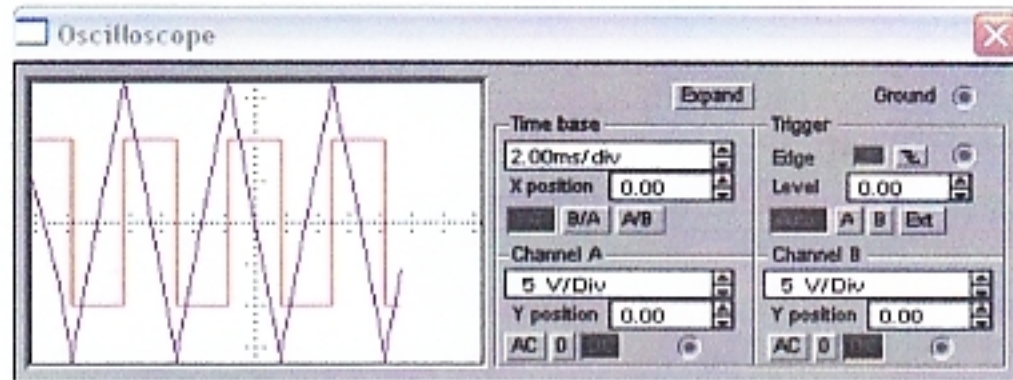 Oscilloscope
Expand
Ground
Time base
2.00ms/div
X position 0.00
B/A A/B
Trigger
Edge
Level 0.00
A B Ext
Channel A
5 V/Div
Y position 0.00
AC 0
Channel B
5 V/Div
Y position 0.00
AC 0